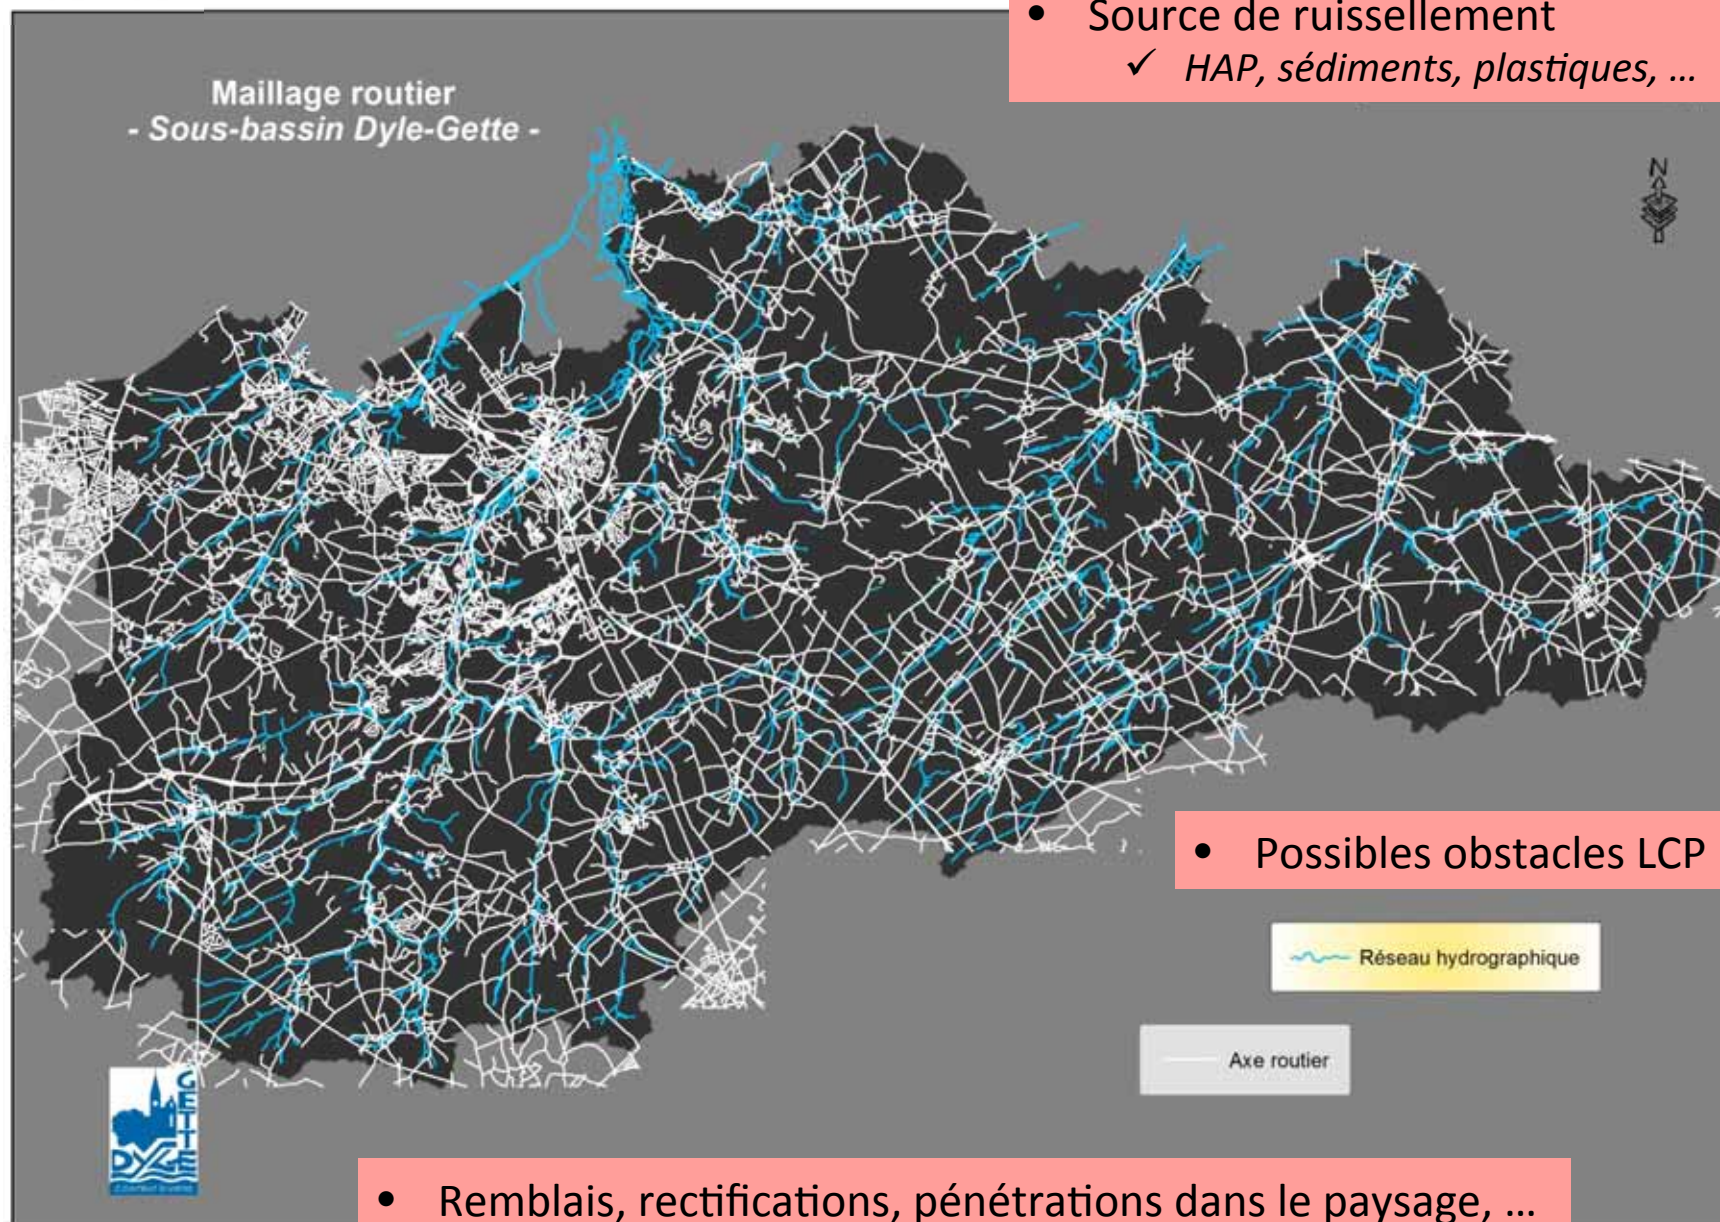 • Source de ruissellement
✓ HAP, sédiments, plastiques, ...
Maillage routier
- Sous-bassin Dyle-Gette -
N
• Possibles obstacles LCP
Réseau hydrographique
Axe routier
GETTE
DYLE
• Remblais, rectifications, pénétrations dans le paysage, ...